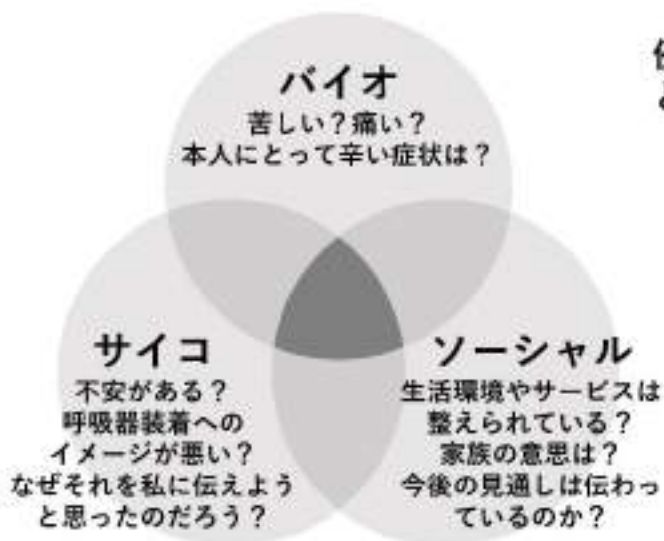 バイオ
苦しい？痛い？
本人にとって辛い症状は？
サイコ
不安がある？
呼吸器装着への
イメージが悪い？
なぜそれを私に伝えよう
と思ったのだろう？
ソーシャル
生活環境やサービスは
整えられている？
家族の意思は？
今後の見通しは伝わっ
ているのか？